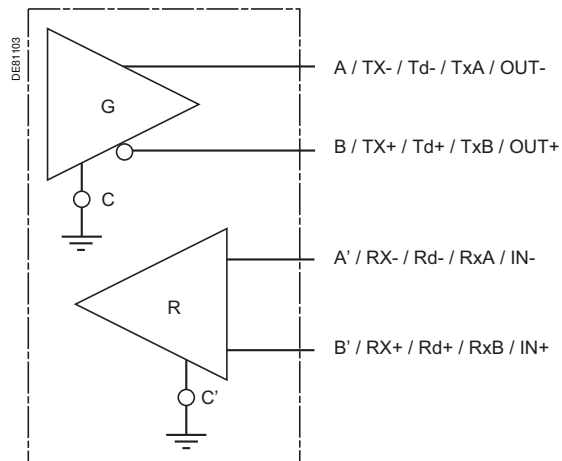 DE81103
A / TX- / Td- / TxA / OUT-
G
B / TX+ / Td+ / TxB / OUT+
C
A’ / RX- / Rd- / RxA / IN-
R
B’ / RX+ / Rd+ / RxB / IN+
C’